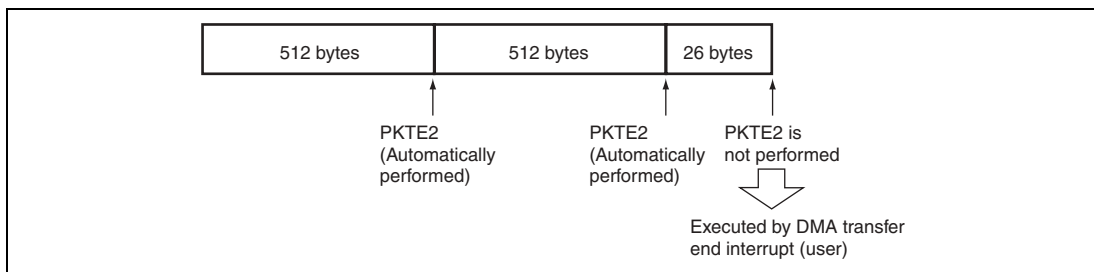 512 bytes
512 bytes
26 bytes
PKTE2
(Automatically
performed)
PKTE2
(Automatically
performed)
PKTE2 is
not performed
Executed by DMA transfer
end interrupt (user)